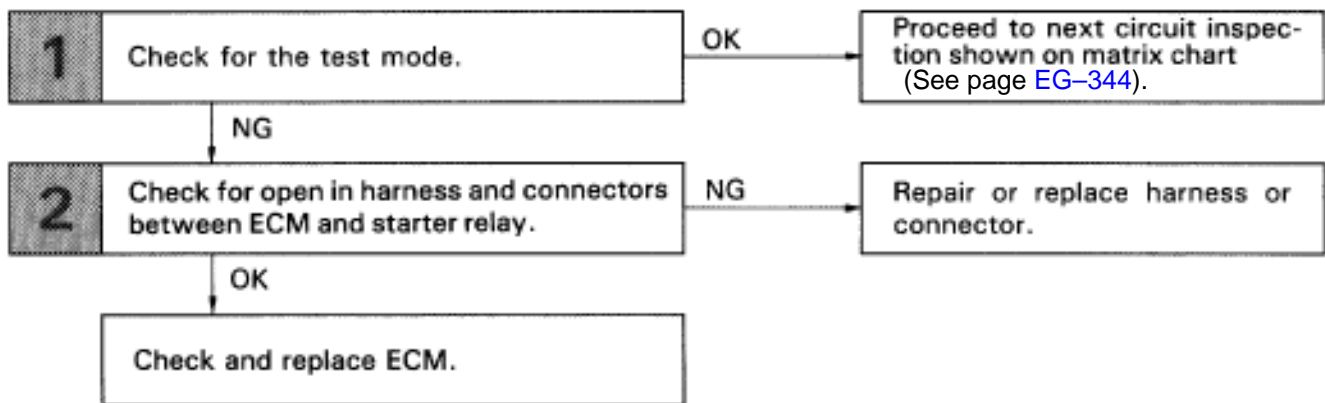 1
Check for the test mode.
OK
Proceed to next circuit inspec-
tion shown on matrix chart
(See page EG–344).
NG
2
Check for open in harness and connectors
between ECM and starter relay.
NG
Repair or replace harness or
connector.
OK
Check and replace ECM.